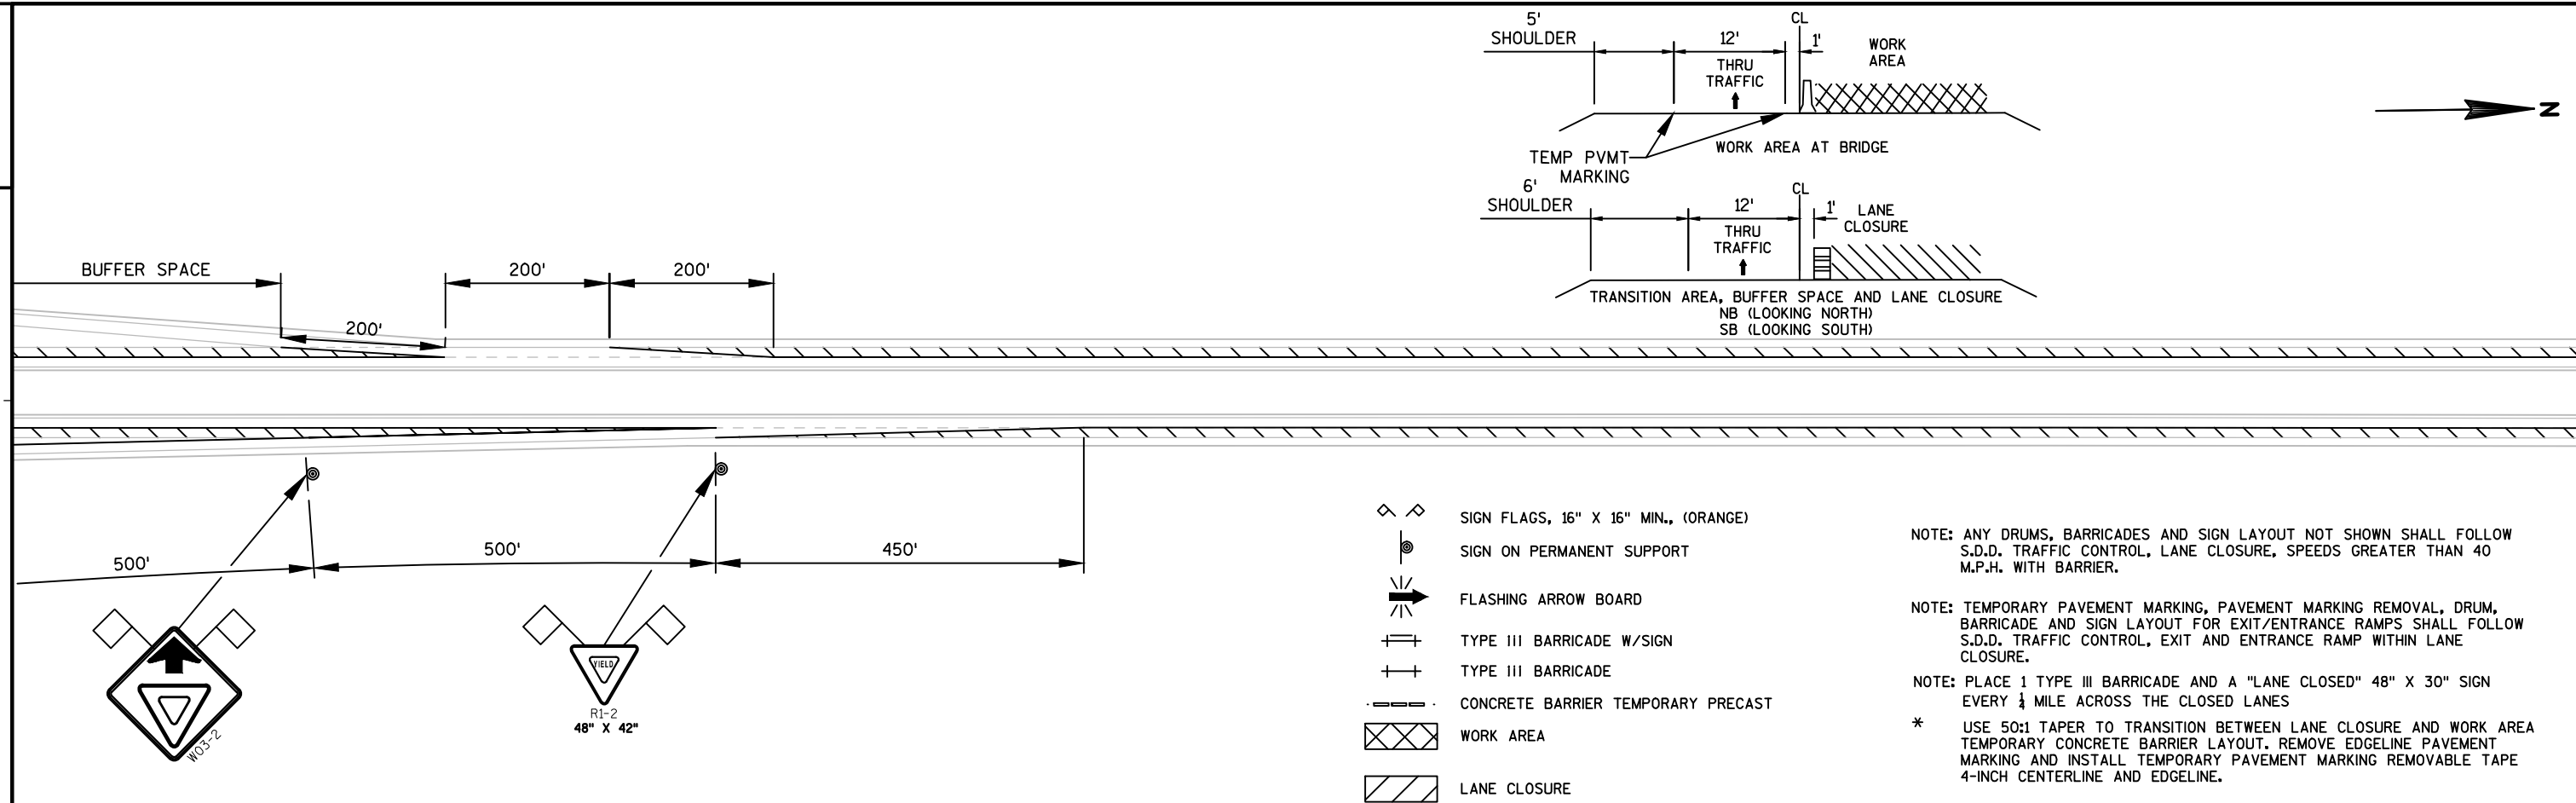 5'
SHOULDER
12'
CL
1'
WORK
AREA
THRU
TRAFFIC
N
TEMP PVMT
MARKING
WORK AREA AT BRIDGE
6'
SHOULDER
12'
CL
1'
LANE
CLOSURE
THRU
TRAFFIC
TRANSITION AREA, BUFFER SPACE AND LANE CLOSURE
NB (LOOKING NORTH)
SB (LOOKING SOUTH)
BUFFER SPACE
200'
200'
200'
500'
500'
450'
WO3-2
YIELD
R1-2
48" X 42"
SIGN FLAGS, 16" X 16" MIN., (ORANGE)
SIGN ON PERMANENT SUPPORT
FLASHING ARROW BOARD
TYPE III BARRICADE W/SIGN
TYPE III BARRICADE
CONCRETE BARRIER TEMPORARY PRECAST
WORK AREA
LANE CLOSURE
NOTE: ANY DRUMS, BARRICADES AND SIGN LAYOUT NOT SHOWN SHALL FOLLOW
S.D.D. TRAFFIC CONTROL, LANE CLOSURE, SPEEDS GREATER THAN 40
M.P.H. WITH BARRIER.
NOTE: TEMPORARY PAVEMENT MARKING, PAVEMENT MARKING REMOVAL, DRUM,
BARRICADE AND SIGN LAYOUT FOR EXIT/ENTRANCE RAMPS SHALL FOLLOW
S.D.D. TRAFFIC CONTROL, EXIT AND ENTRANCE RAMP WITHIN LANE
CLOSURE.
NOTE: PLACE 1 TYPE III BARRICADE AND A "LANE CLOSED" 48" X 30" SIGN
EVERY ¼ MILE ACROSS THE CLOSED LANES
* USE 50:1 TAPER TO TRANSITION BETWEEN LANE CLOSURE AND WORK AREA
TEMPORARY CONCRETE BARRIER LAYOUT. REMOVE EDGELINE PAVEMENT
MARKING AND INSTALL TEMPORARY PAVEMENT MARKING REMOVABLE TAPE
4-INCH CENTERLINE AND EDGELINE.